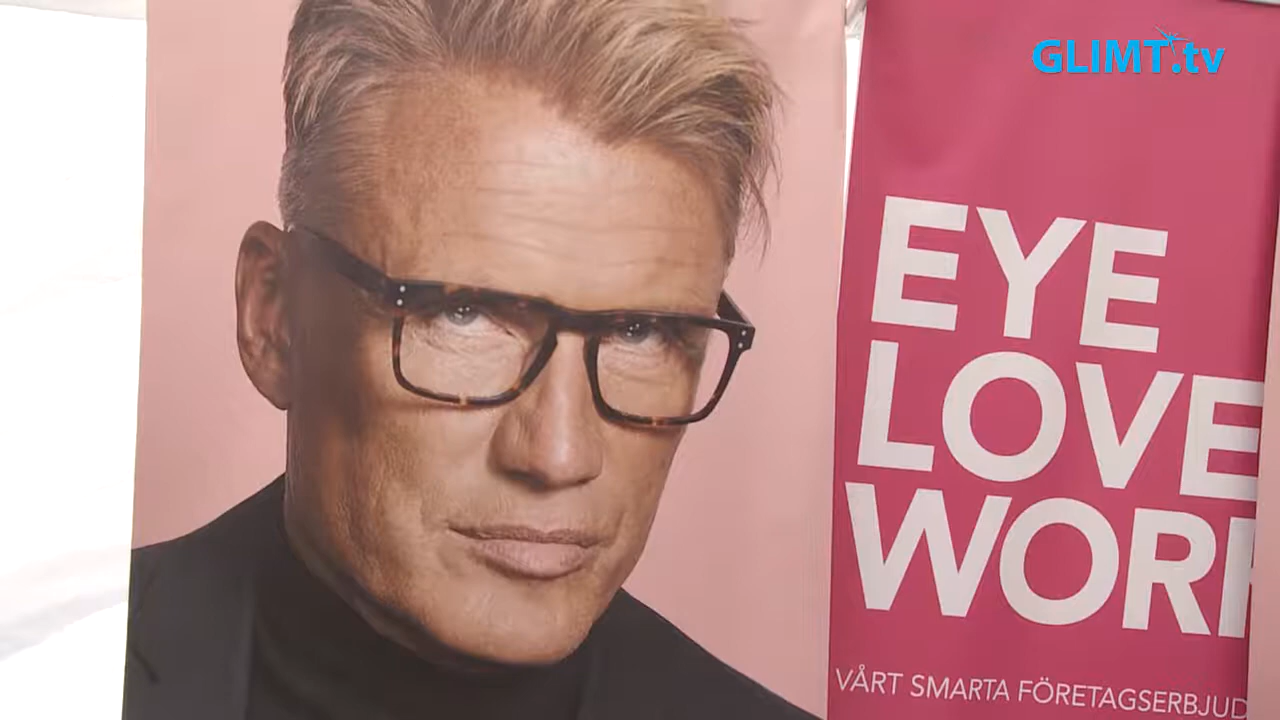 GLIMT.tv
EYE
LOVE
WORK
VÅRT SMARTA FÖRETAGSERBJUD